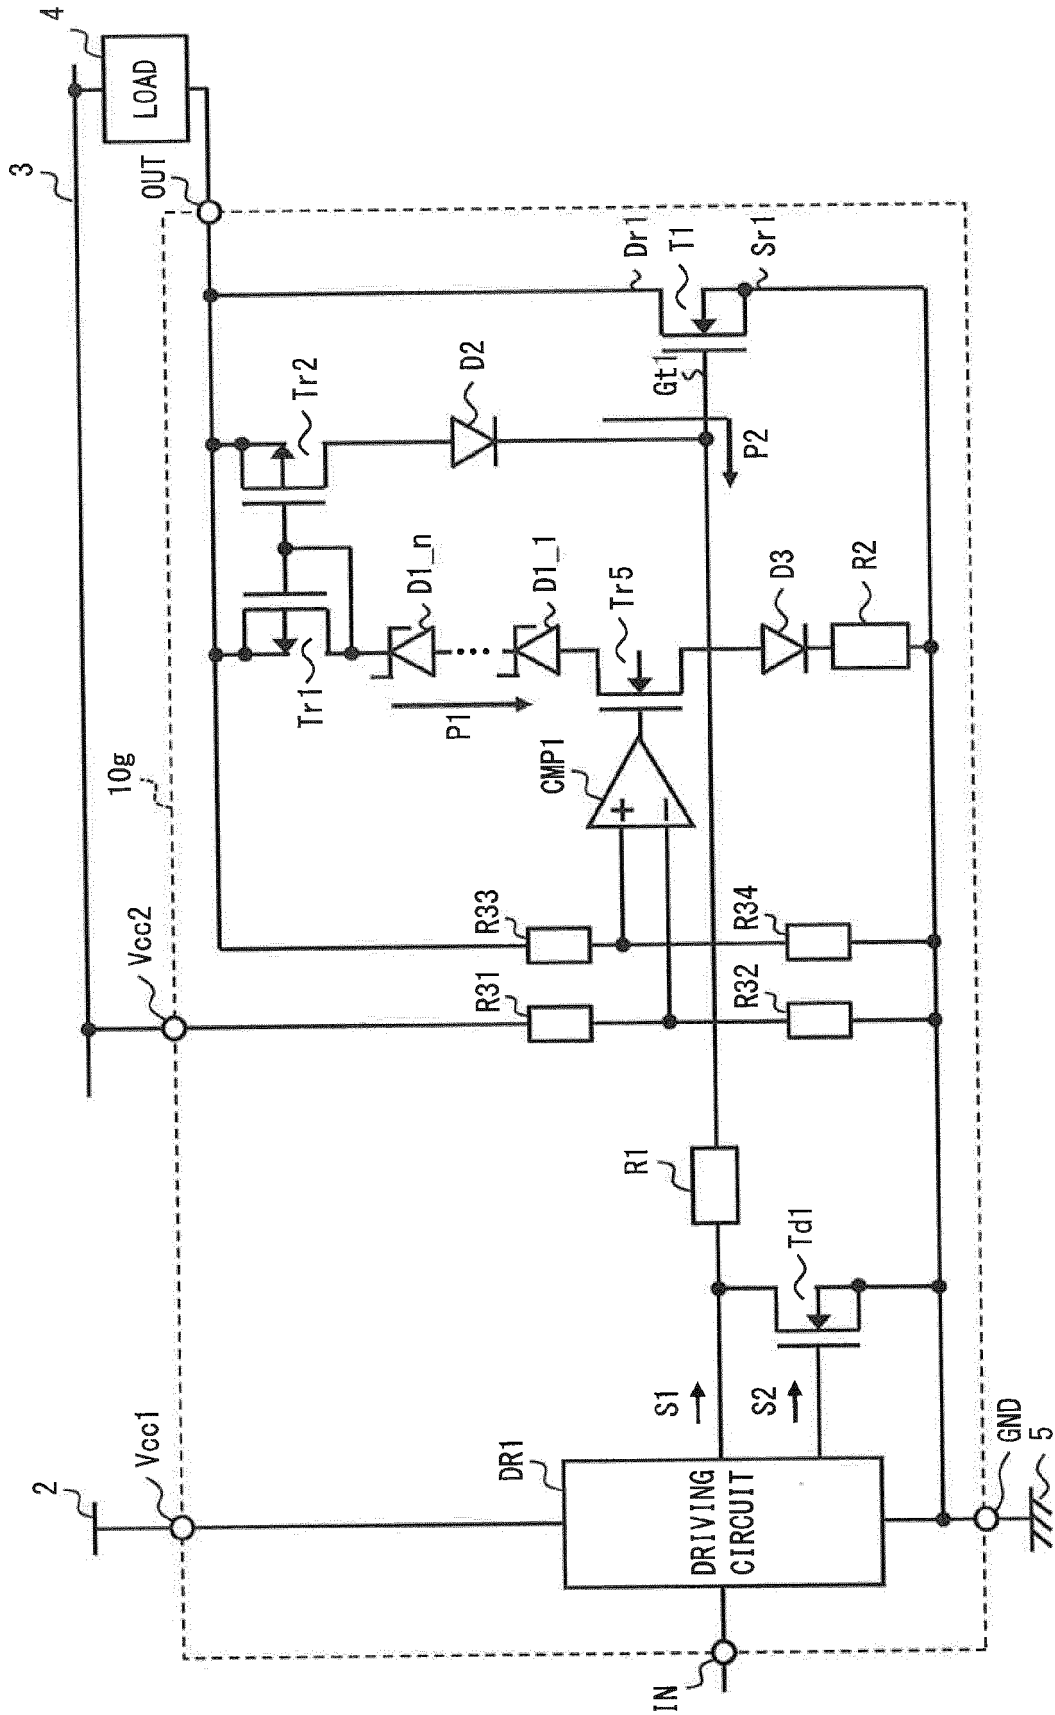 4
LOAD
3
OUT
10g
Vcc2
Vcc1
2
Dr1
T1
Sr1
Gt1
P2
Tr2
D2
Tr1
D1_n
D1_1
P1
Tr5
D3
R2
CMP1
+
−
R33
R34
R31
R32
R1
Td1
S1
S2
DR1
DRIVING
CIRCUIT
GND
5
IN